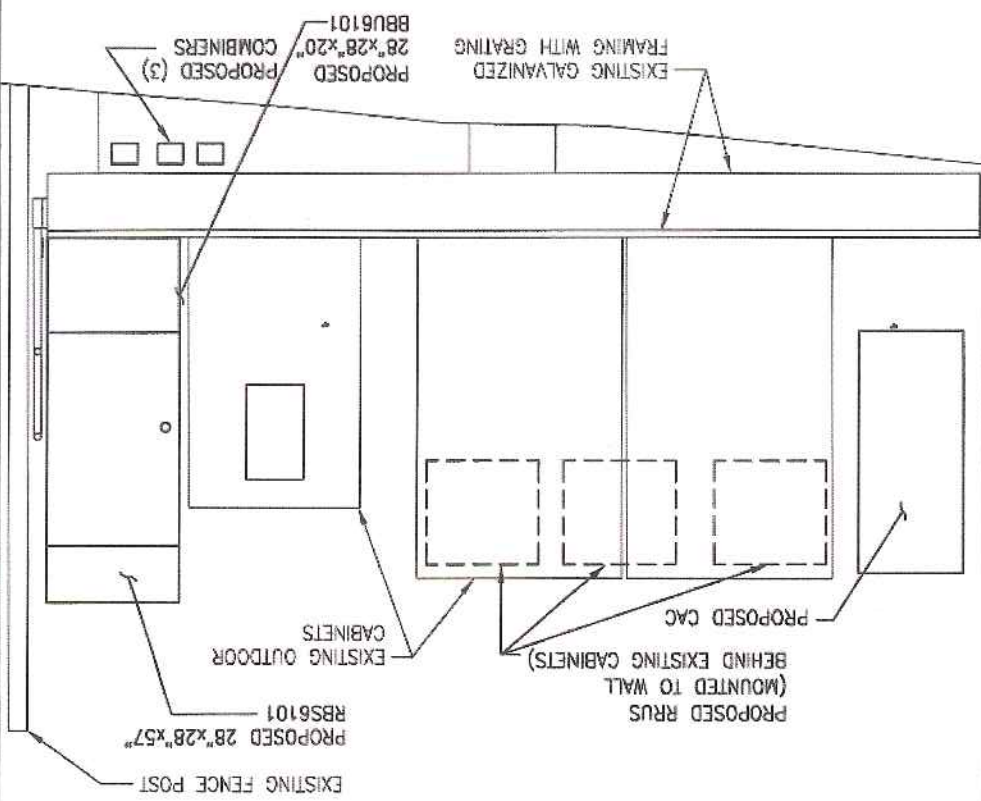 EXISTING FENCE POST
PROPOSED 28"x28"x57"
RBS6101
PROPOSED RRUS
(MOUNTED TO WALL
BEHIND EXISTING CABINETS)
EXISTING OUTDOOR
CABINETS
PROPOSED CAC
EXISTING GALVANIZED
FRAMING WITH GRATING
PROPOSED
28"x28"x20"
BBU6101
PROPOSED (3)
COMBINERS